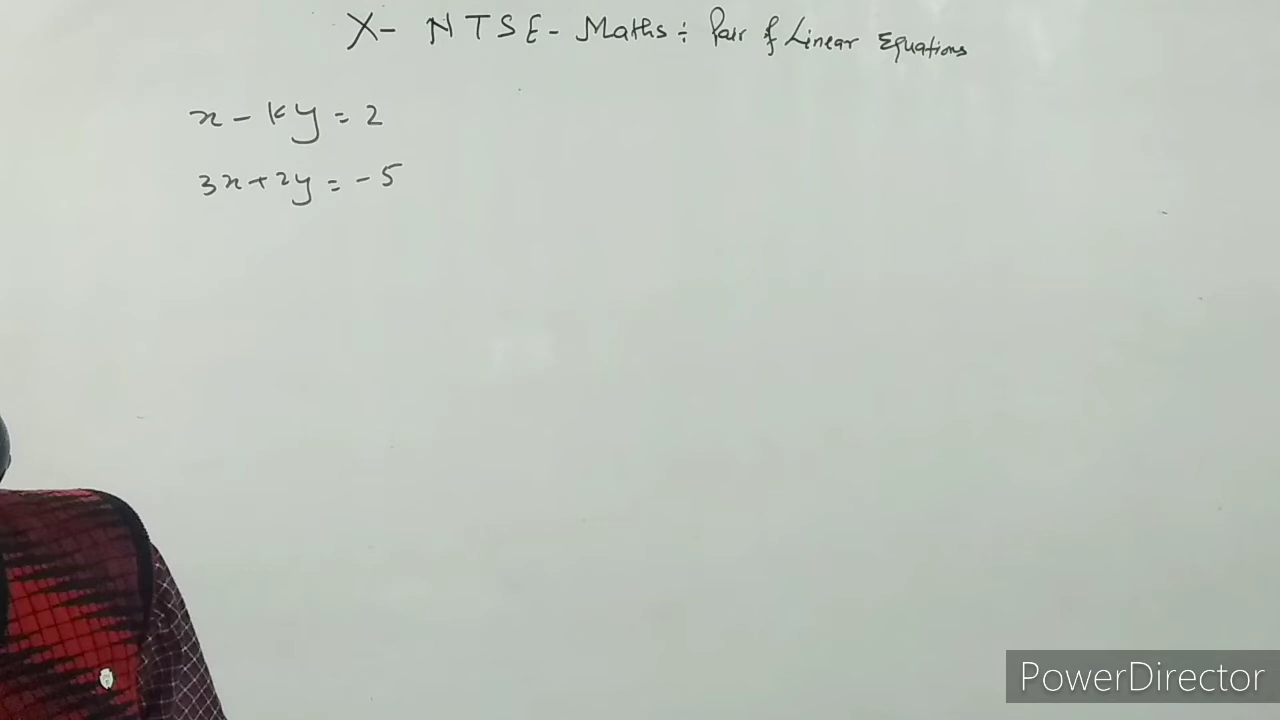 X- NTSE- Maths÷ Pair of Linear Equations
x - ky = 2
3x+2y = -5
PowerDirector